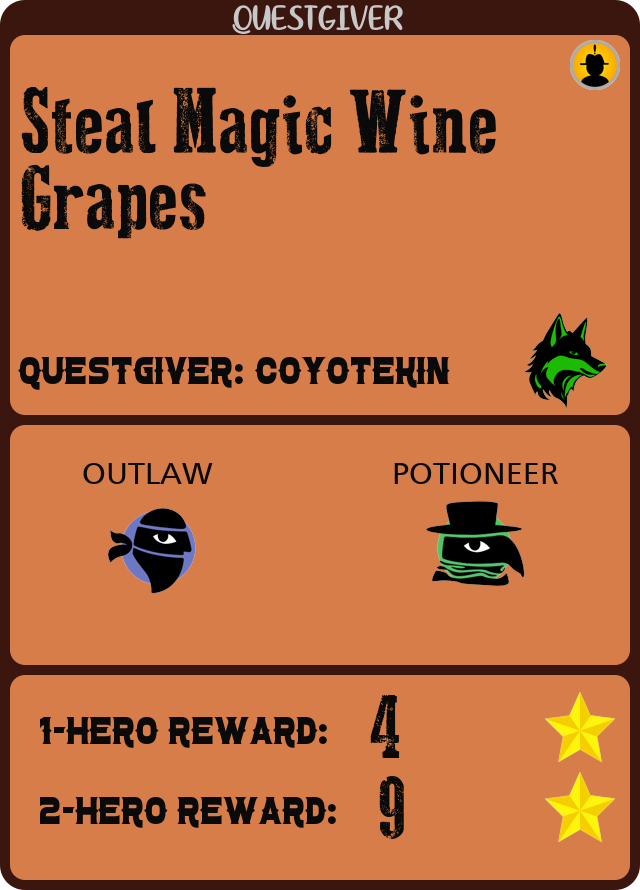 QUESTGIVER
Steal Magic Wine
Grapes
QUESTGIVER: COYOTEKIN
OUTLAW POTIONEER
1-HERO REWARD: 4
2-HERO REWARD: 9